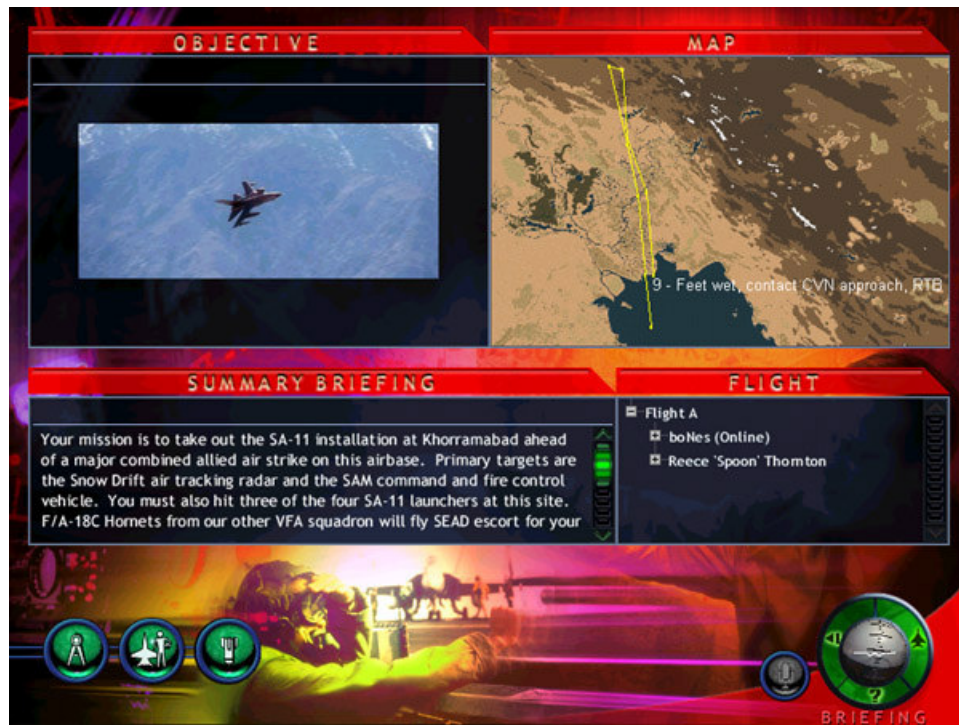 OBJECTIVE
MAP
9 - Feet wet, contact CVN approach, RTB
SUMMARY BRIEFING
Your mission is to take out the SA-11 installation at Khorramabad ahead
of a major combined allied air strike on this airbase. Primary targets are
the Snow Drift air tracking radar and the SAM command and fire control
vehicle. You must also hit three of the four SA-11 launchers at this site.
F/A-18C Hornets from our other VFA squadron will fly SEAD escort for your
FLIGHT
Flight A
boNes (Online)
Reece 'Spoon' Thornton
?
BRIEFING